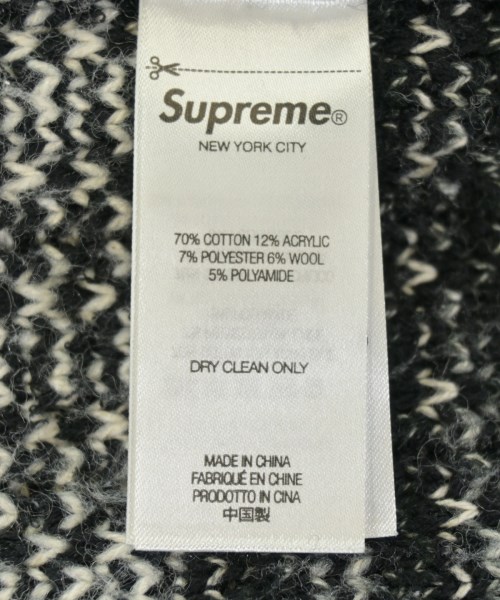 Supreme®
NEW YORK CITY
70% COTTON 12% ACRYLIC
7% POLYESTER 6% WOOL
5% POLYAMIDE
DRY CLEAN ONLY
MADE IN CHINA
FABRIQUÉ EN CHINE
PRODOTTO IN CINA
中国製